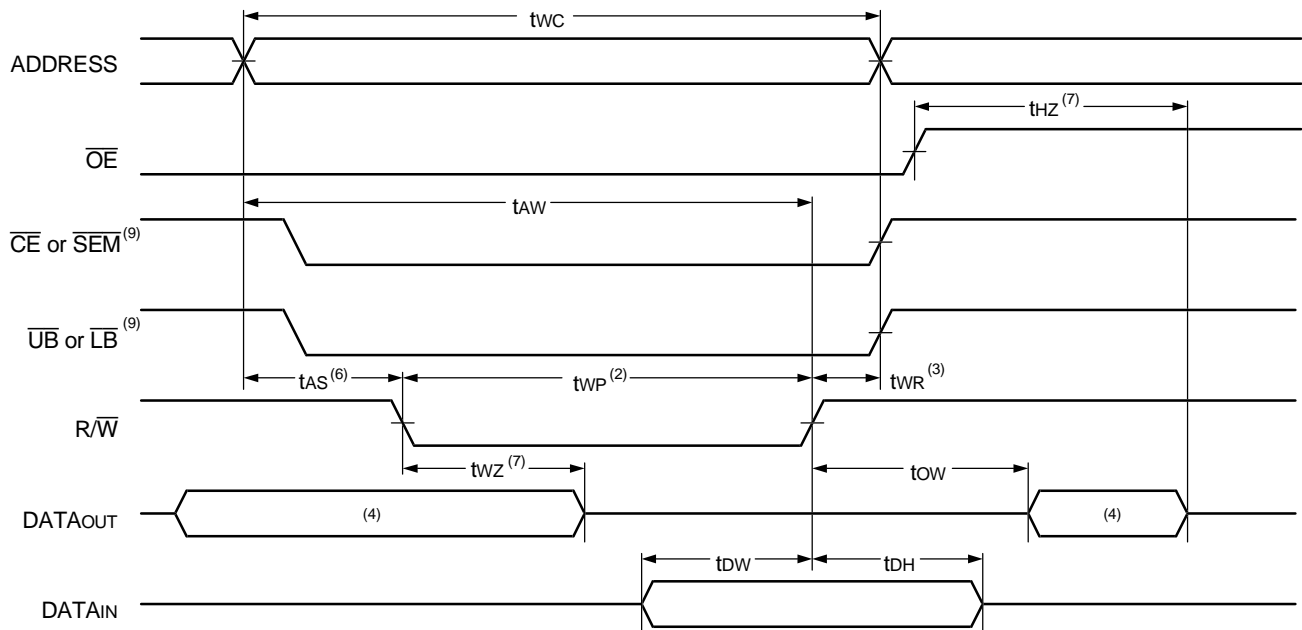 tWC
ADDRESS
tHZ (7)
OE
tAW
CE or SEM (9)
UB or LB (9)
tAS (6)
tWP (2)
tWR (3)
R/W
tWZ (7)
tOW
DATAOUT
(4)
(4)
tDW
tDH
DATAIN